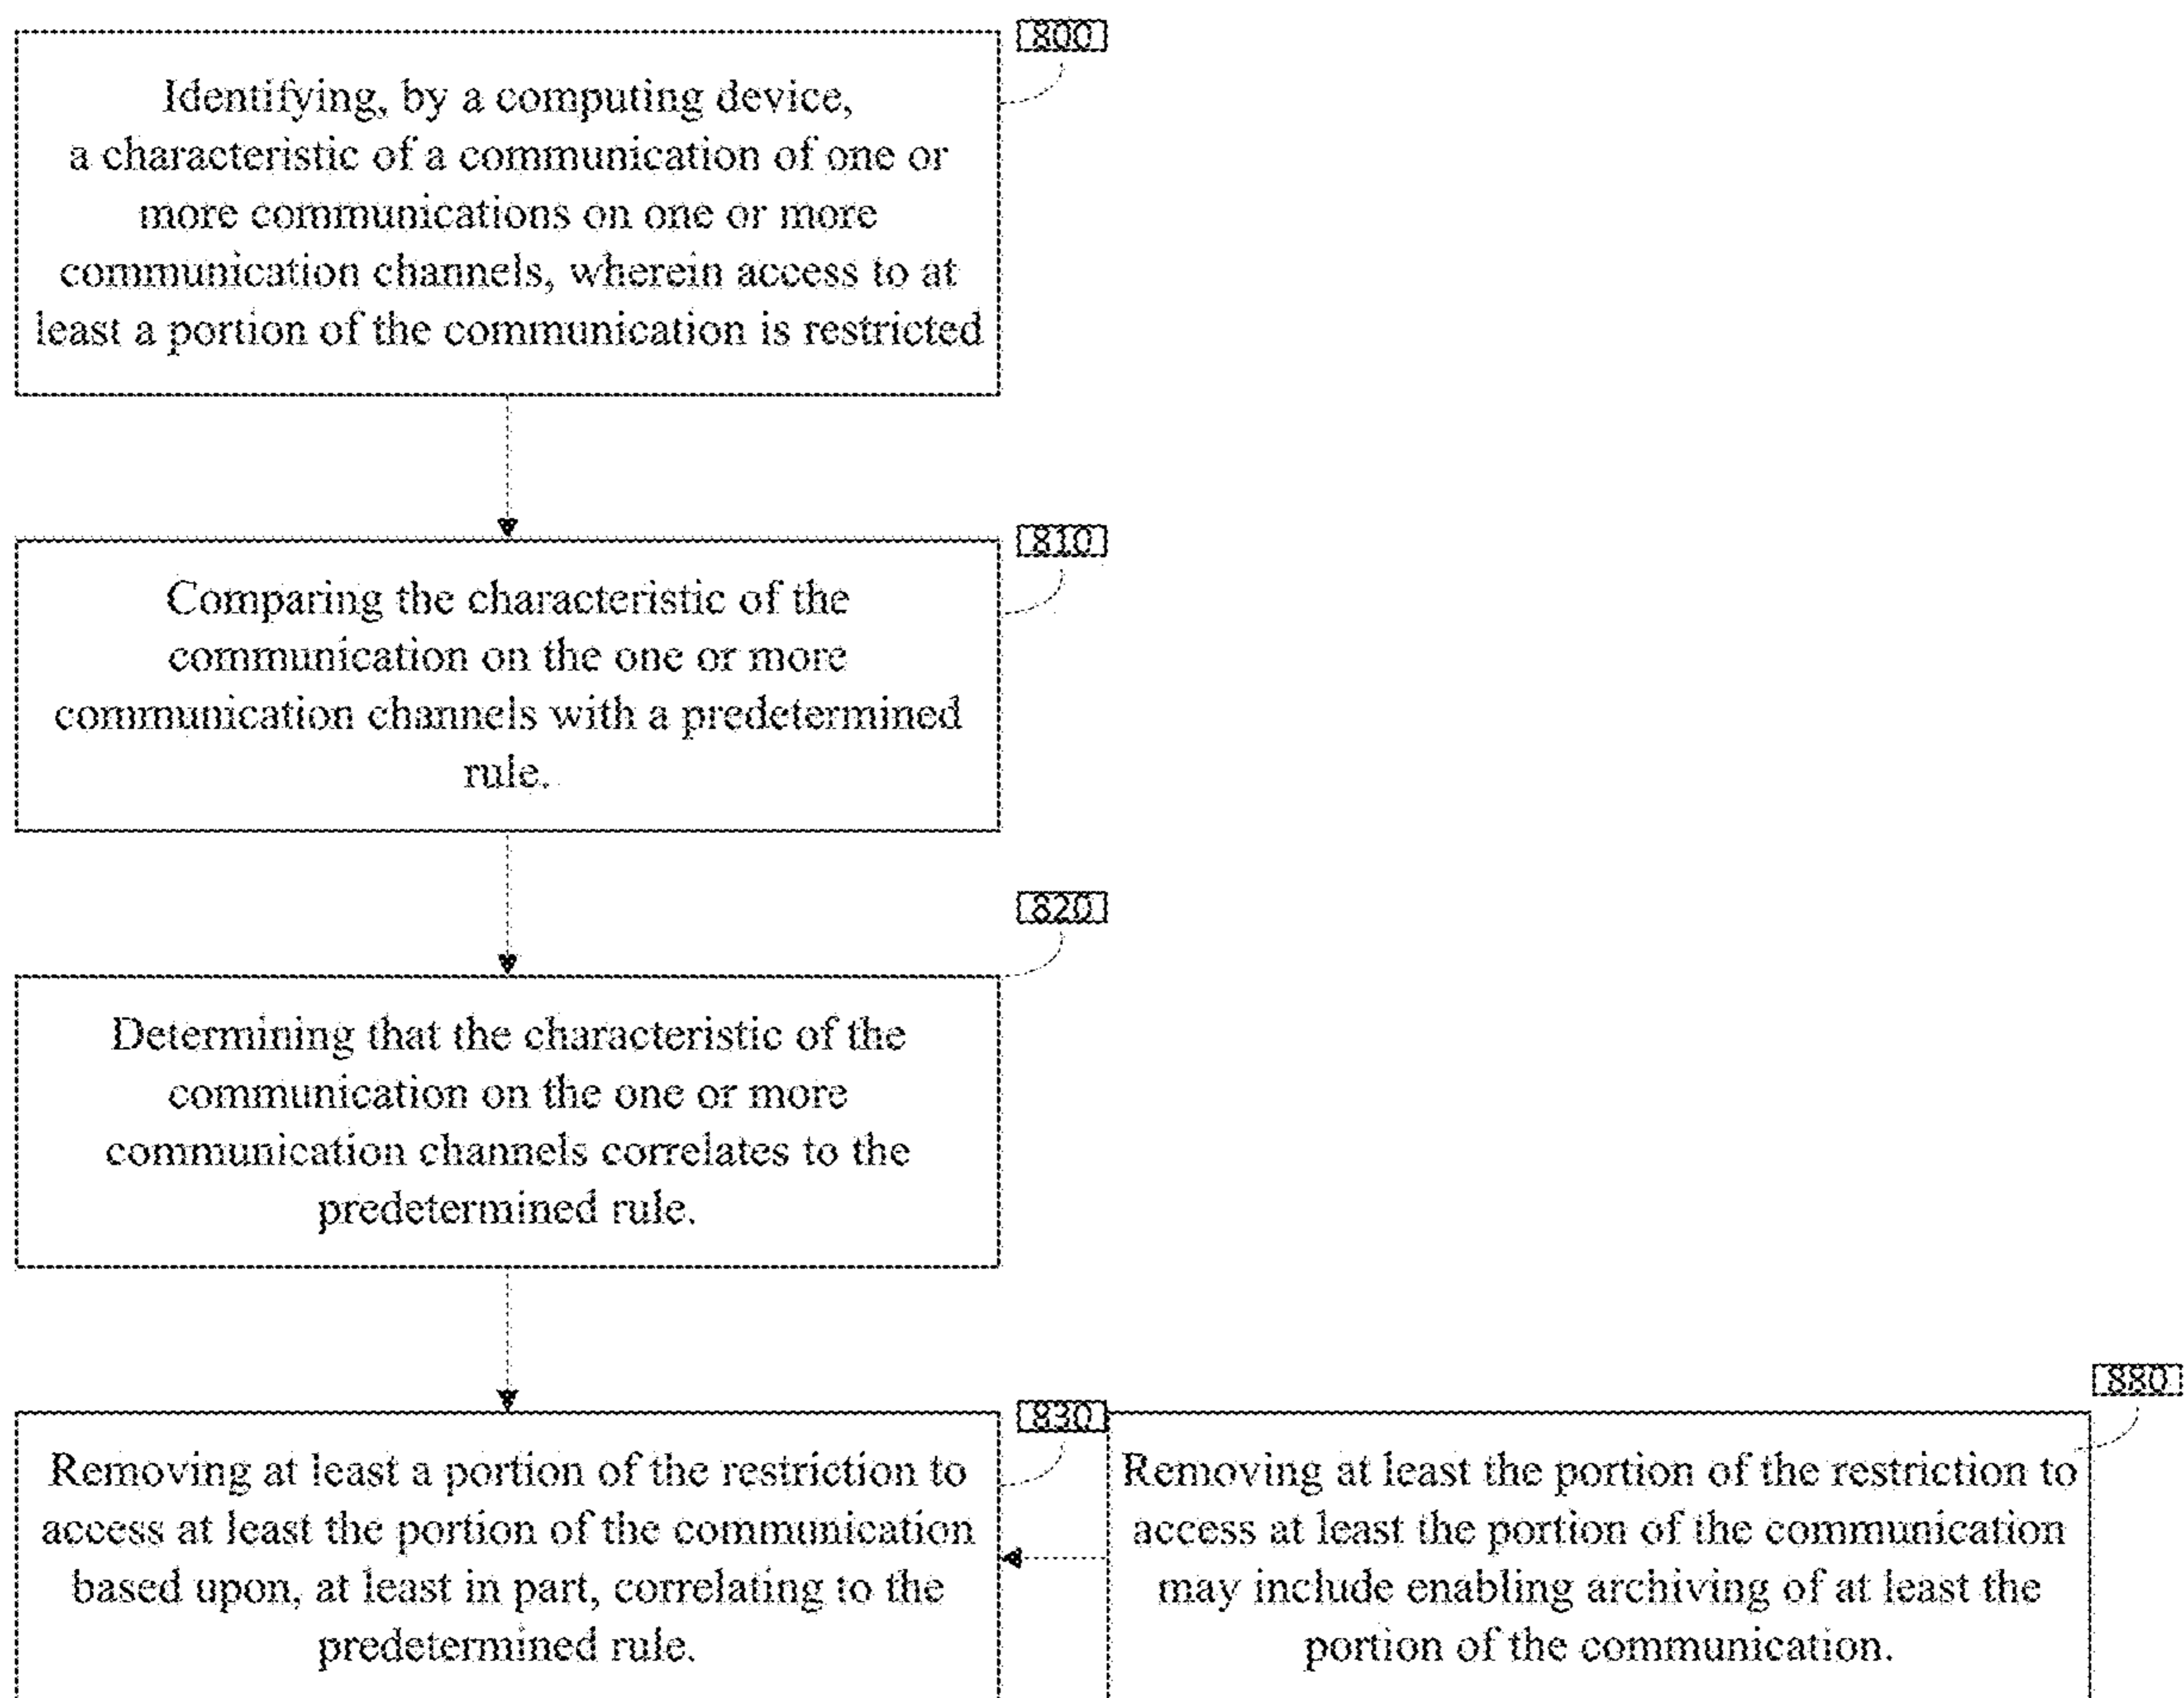 800
Identifying, by a computing device,
a characteristic of a communication of one or
more communications on one or more
communication channels, wherein access to at
least a portion of the communication is restricted
810
Comparing the characteristic of the
communication on the one or more
communication channels with a predetermined
rule.
820
Determining that the characteristic of the
communication on the one or more
communication channels correlates to the
predetermined rule.
830
Removing at least a portion of the restriction to
access at least the portion of the communication
based upon, at least in part, correlating to the
predetermined rule.
880
Removing at least the portion of the restriction to
access at least the portion of the communication
may include enabling archiving of at least the
portion of the communication.